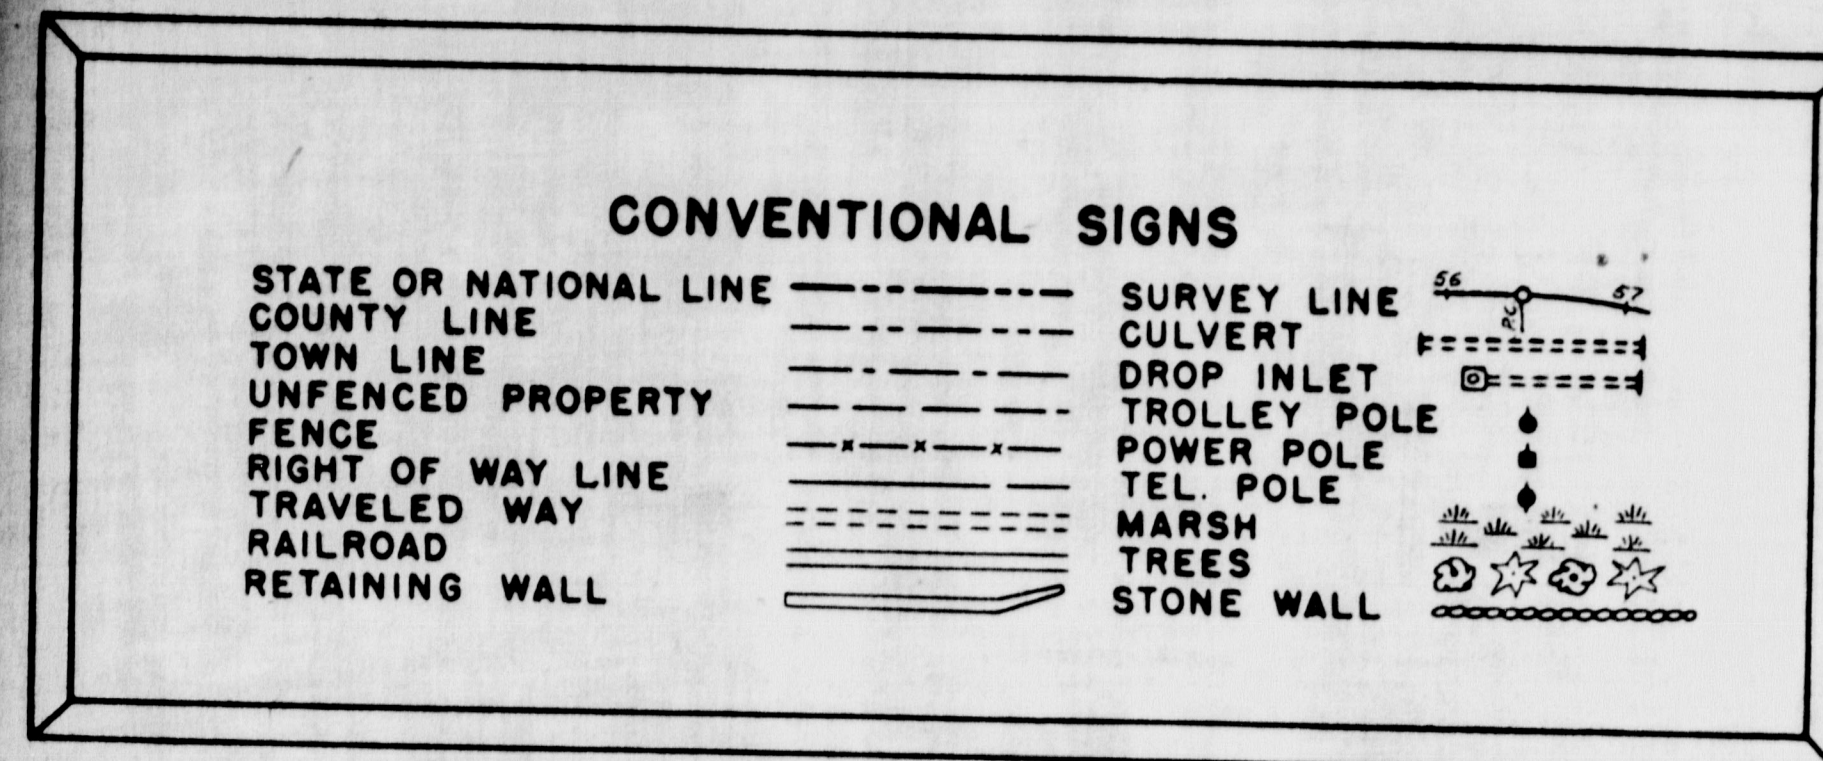 CONVENTIONAL SIGNS
STATE OR NATIONAL LINE
COUNTY LINE
TOWN LINE
UNFENCED PROPERTY
FENCE
RIGHT OF WAY LINE
TRAVELED WAY
RAILROAD
RETAINING WALL
SURVEY LINE 56 P.C. 57
CULVERT
DROP INLET
TROLLEY POLE
POWER POLE
TEL. POLE
MARSH
TREES
STONE WALL